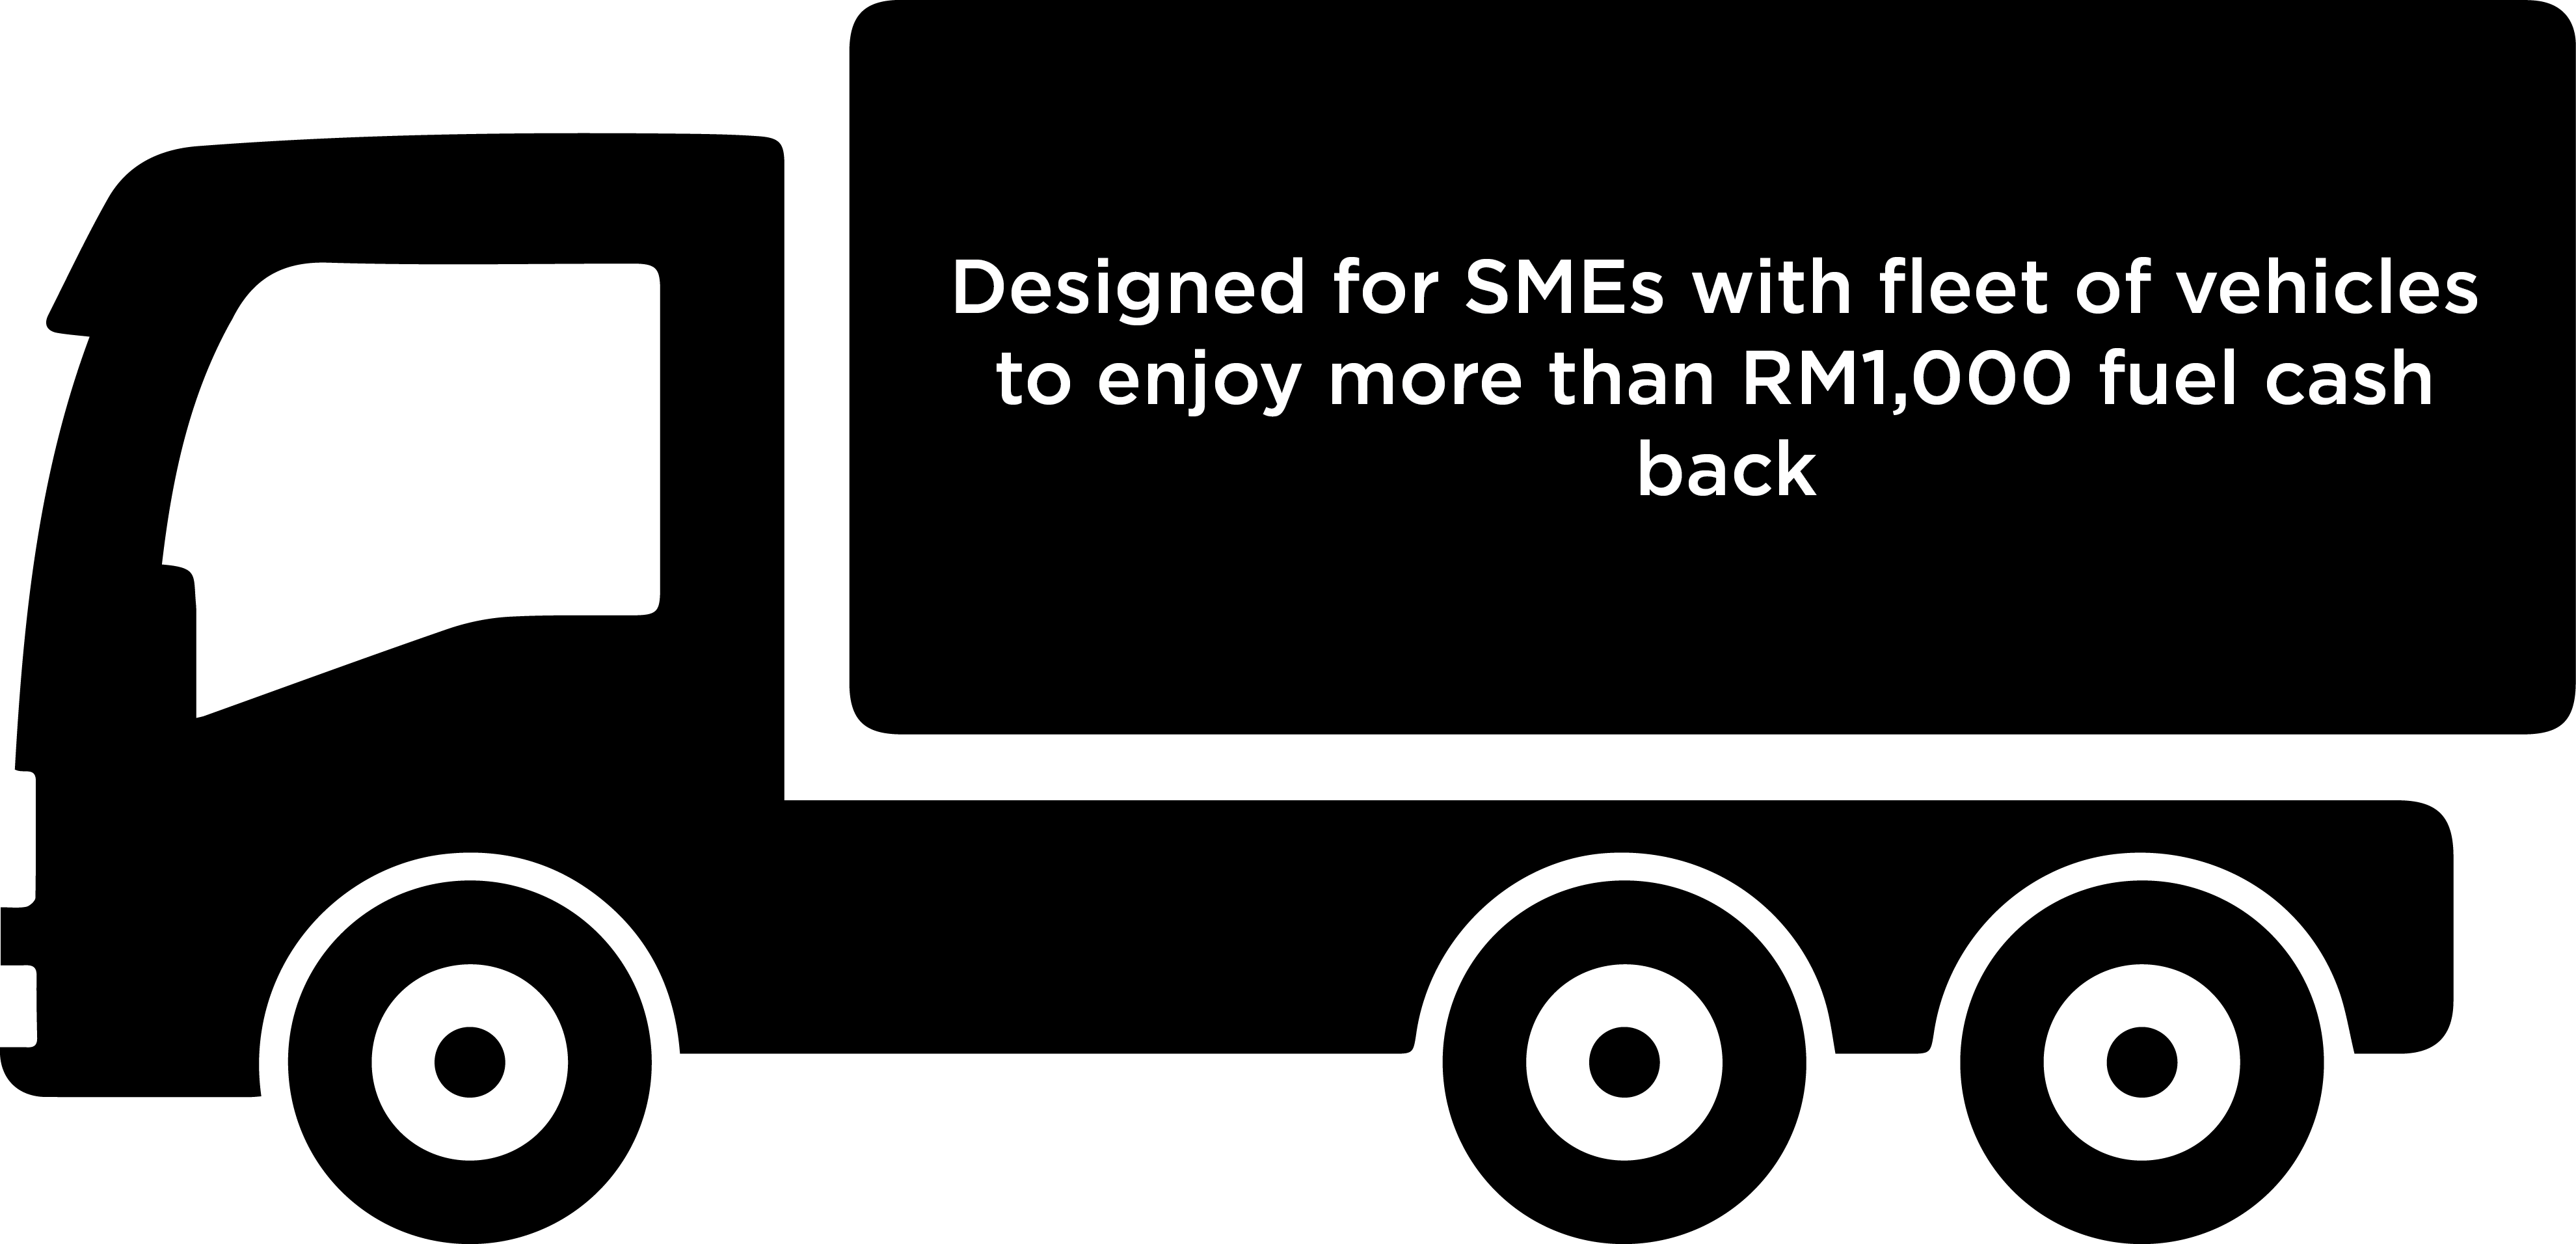 Designed for SMEs with fleet of vehicles
to enjoy more than RM1,000 fuel cash
back